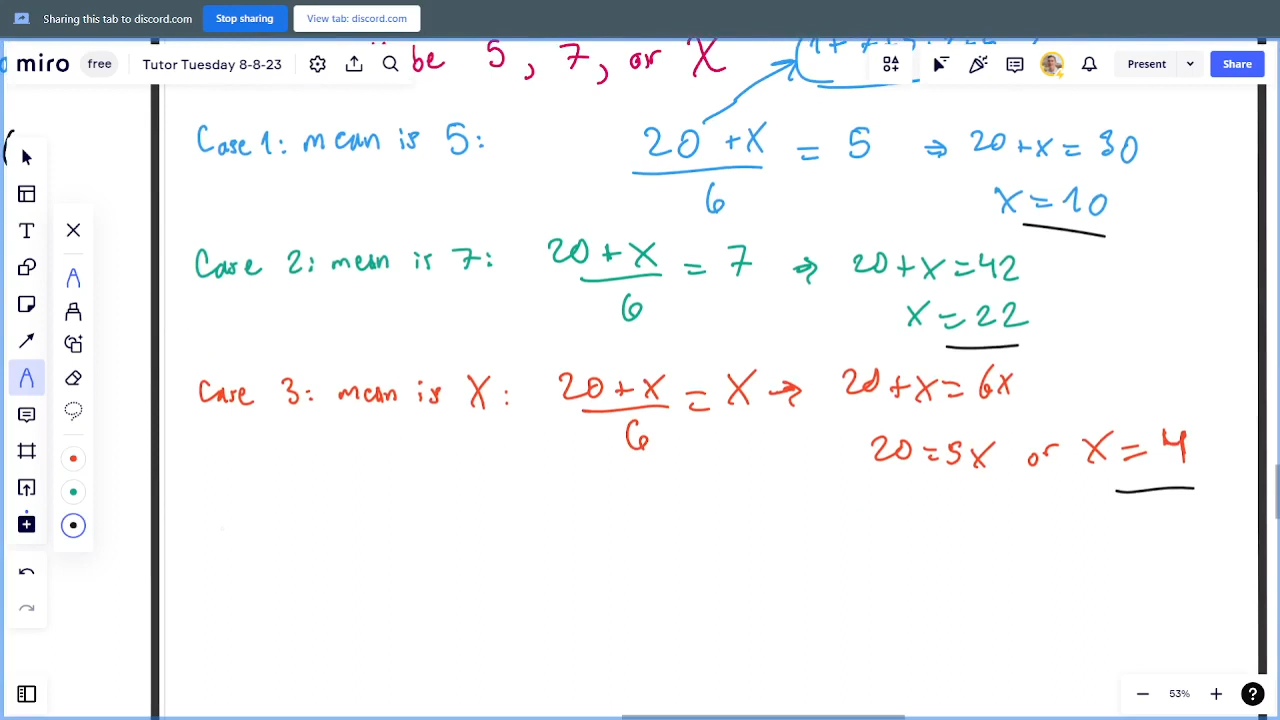 Sharing this tab to discord.com Stop sharing View tab: discord.com
miro free Tutor Tuesday 8-8-23 Present Share
be 5, 7, or X
Case 1: mean is 5: 20 + x / 6 = 5 ⇒ 20 + x = 30
x = 10
Case 2: mean is 7: 20 + x / 6 = 7 ⇒ 20 + x = 42
x = 22
Case 3: mean is X: 20 + x / 6 = X → 20 + x = 6x
20 = 5x or x = 4
53%